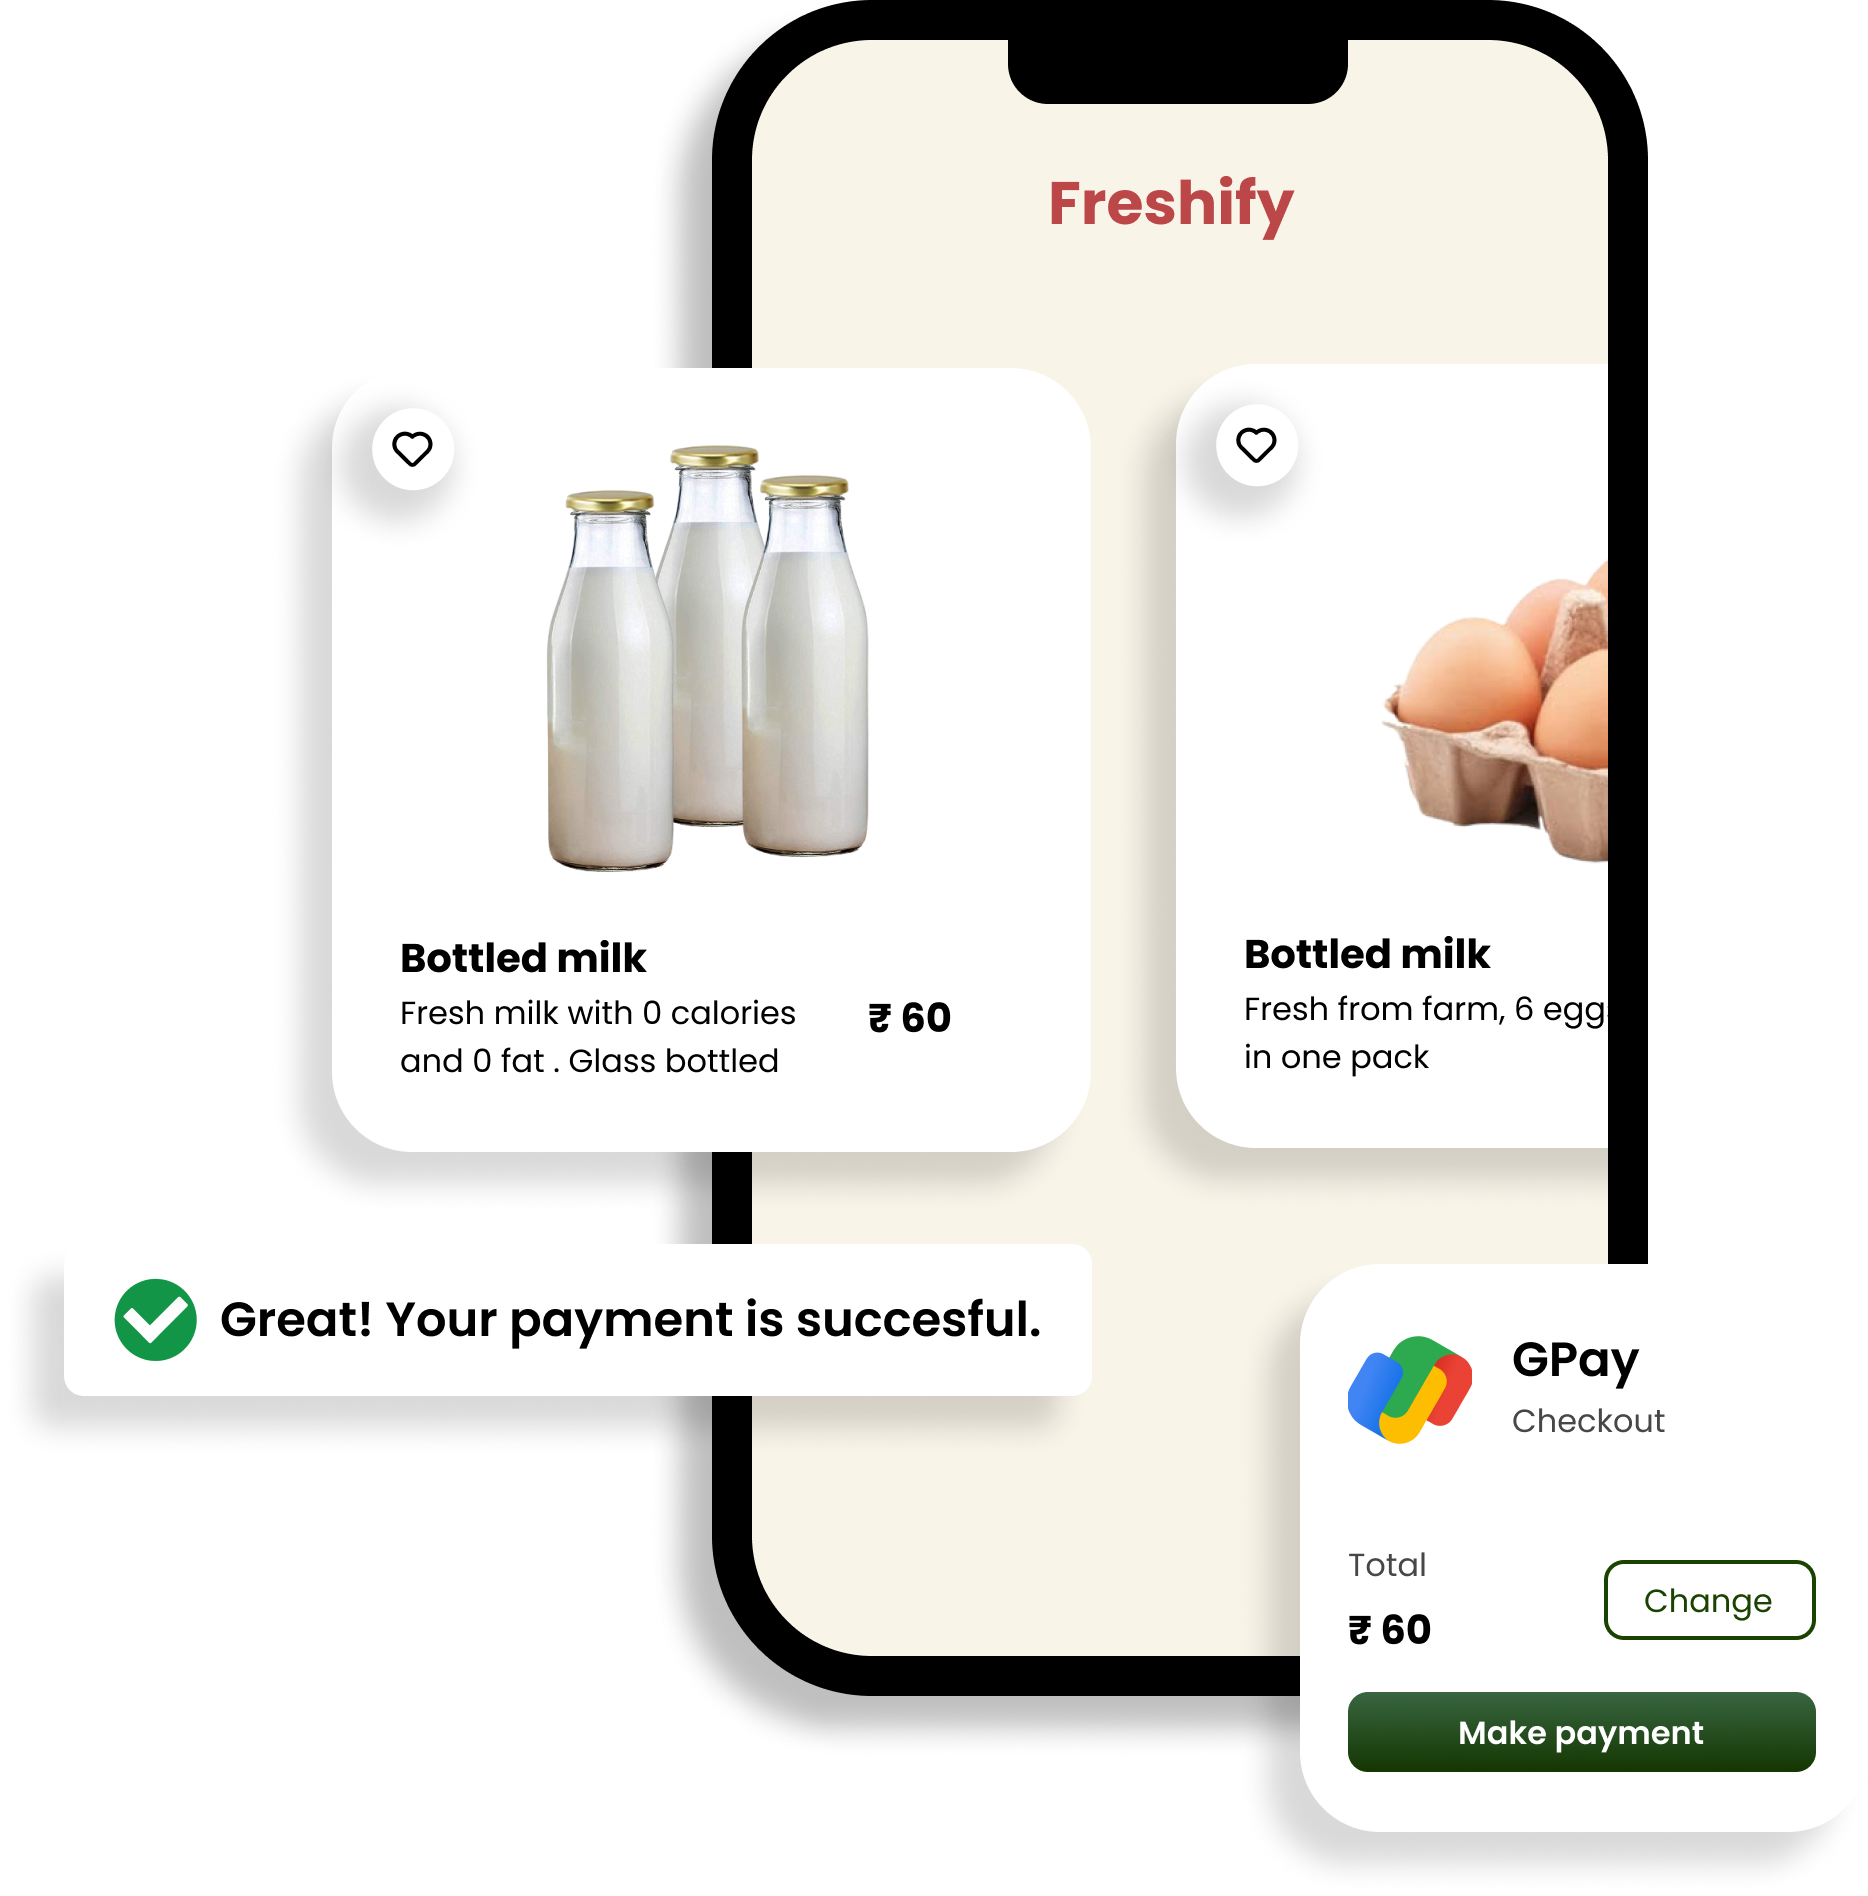 Freshify
Bottled milk
Fresh milk with 0 calories
and 0 fat . Glass bottled
₹ 60
Bottled milk
Fresh from farm, 6 egg
in one pack
Great! Your payment is succesful.
GPay
Checkout
Total
₹ 60
Change
Make payment